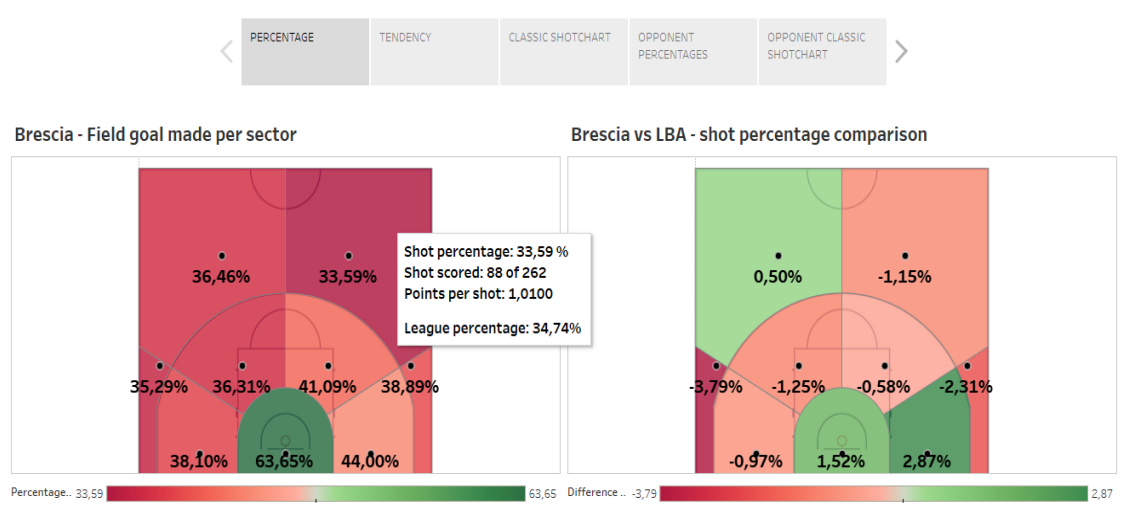 PERCENTAGE
TENDENCY
CLASSIC SHOTCHART
OPPONENT
PERCENTAGES
OPPONENT CLASSIC
SHOTCHART
Brescia - Field goal made per sector
36,46%
33,59%
Shot percentage: 33,59 %
Shot scored: 88 of 262
Points per shot: 1,0100
League percentage: 34,74%
35,29%
36,31%
41,09%
38,89%
38,10%
63,65%
44,00%
Percentage..
33,59
63,65
Brescia vs LBA - shot percentage comparison
0,50%
-1,15%
-3,79%
-1,25%
-0,58%
-2,31%
-0,97%
1,52%
2,87%
Difference ..
-3,79
2,87